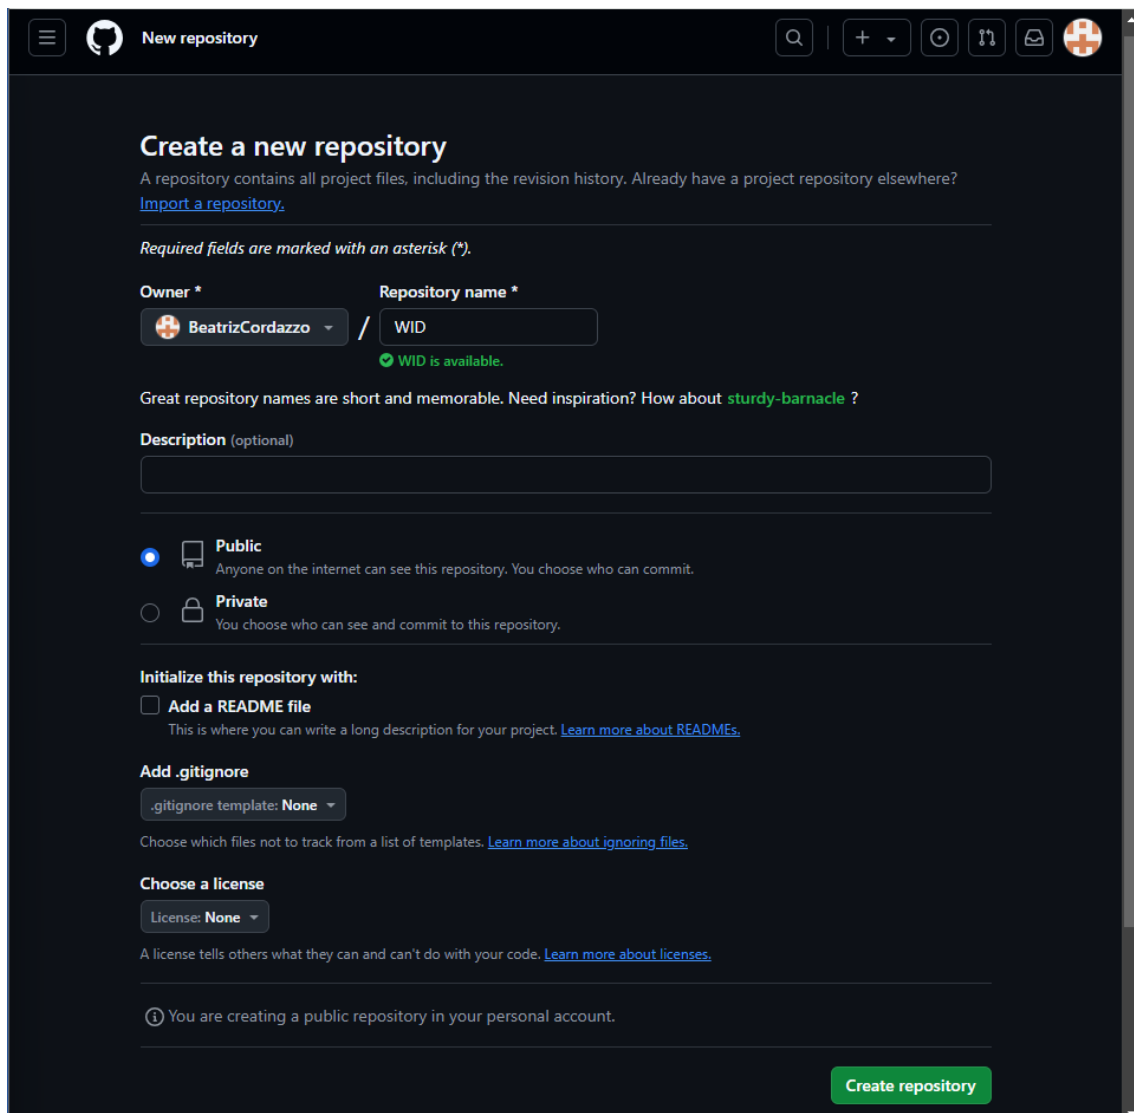 New repository
Create a new repository
A repository contains all project files, including the revision history. Already have a project repository elsewhere?
Import a repository.
Required fields are marked with an asterisk (*).
Owner * Repository name *
BeatrizCordazzo / WID
WID is available.
Great repository names are short and memorable. Need inspiration? How about sturdy-barnacle ?
Description (optional)
Public
Anyone on the internet can see this repository. You choose who can commit.
Private
You choose who can see and commit to this repository.
Initialize this repository with:
Add a README file
This is where you can write a long description for your project. Learn more about READMEs.
Add .gitignore
.gitignore template: None
Choose which files not to track from a list of templates. Learn more about ignoring files.
Choose a license
License: None
A license tells others what they can and can't do with your code. Learn more about licenses.
You are creating a public repository in your personal account.
Create repository